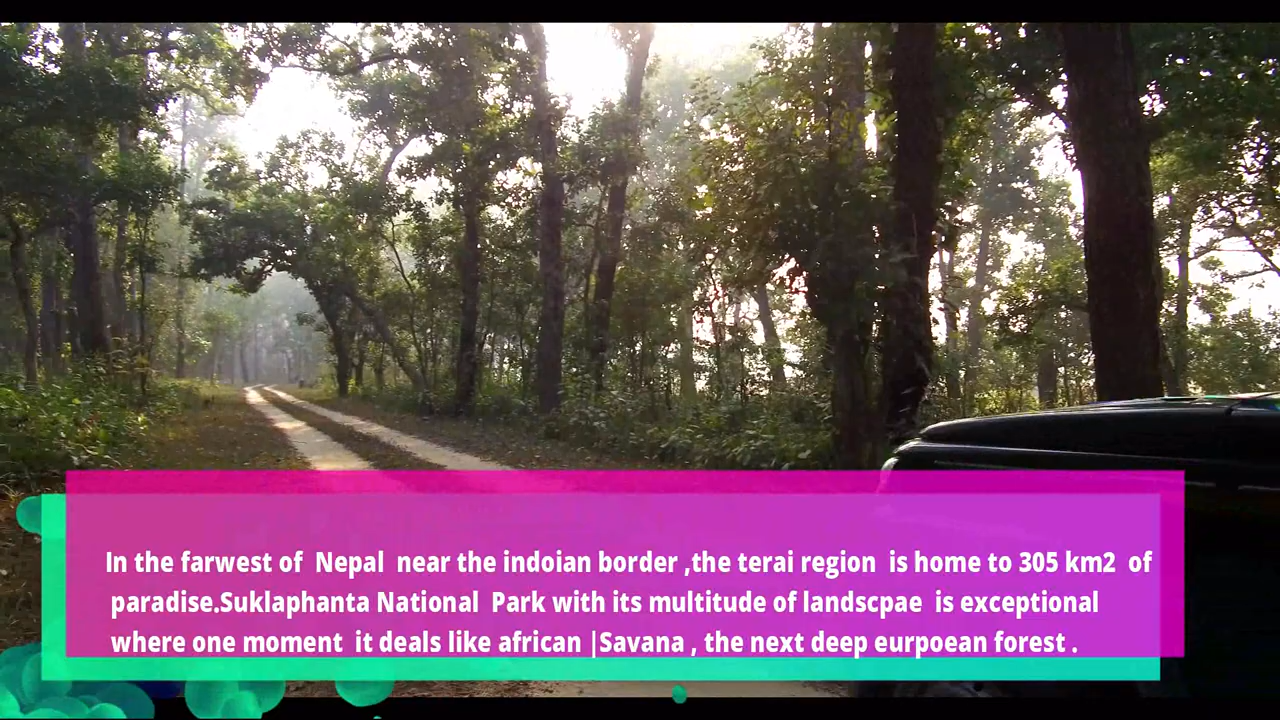 In the farwest of  Nepal  near the indoian border ,the terai region  is home to 305 km2  of
paradise.Suklaphanta National  Park with its multitude of landscpae  is exceptional
where one moment  it deals like african |Savana , the next deep eurpoean forest .